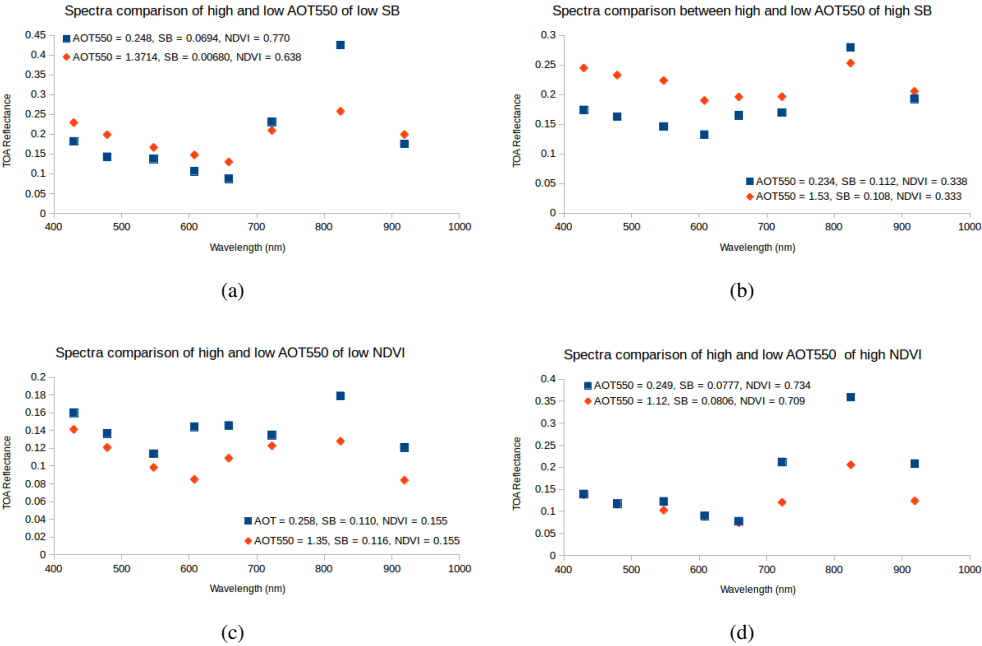 Spectra comparison of high and low AOT550 of low SB
0.45
0.4
0.35
0.3
0.25
0.2
0.15
0.1
0.05
0
TOA Reflectance
AOT550 = 0.248, SB = 0.0694, NDVI = 0.770
AOT550 = 1.3714, SB = 0.00680, NDVI = 0.638
400 500 600 700 800 900 1000
Wavelength (nm)
(a)
Spectra comparison between high and low AOT550 of high SB
0.3
0.25
0.2
0.15
0.1
0.05
0
TOA Reflectance
AOT550 = 0.234, SB = 0.112, NDVI = 0.338
AOT550 = 1.53, SB = 0.108, NDVI = 0.333
400 500 600 700 800 900 1000
Wavelength (nm)
(b)
Spectra comparison of high and low AOT550 of low NDVI
0.2
0.18
0.16
0.14
0.12
0.1
0.08
0.06
0.04
0.02
0
TOA Reflectance
AOT = 0.258, SB = 0.110, NDVI = 0.155
AOT550 = 1.35, SB = 0.116, NDVI = 0.155
400 500 600 700 800 900 1000
Wavelength (nm)
(c)
Spectra comparison of high and low AOT550 of high NDVI
0.4
0.35
0.3
0.25
0.2
0.15
0.1
0.05
0
TOA Reflectance
AOT550 = 0.249, SB = 0.0777, NDVI = 0.734
AOT550 = 1.12, SB = 0.0806, NDVI = 0.709
400 500 600 700 800 900 1000
Wavelength (nm)
(d)